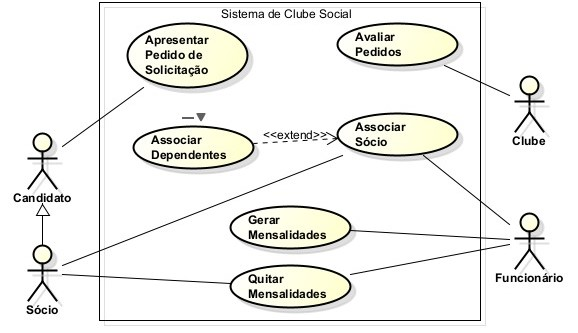 Sistema de Clube Social
Apresentar
Pedido de
Solicitação
Avaliar
Pedidos
Clube
<<extend>>
Associar
Dependentes
Associar
Sócio
Candidato
Gerar
Mensalidades
Funcionário
Quitar
Mensalidades
Sócio